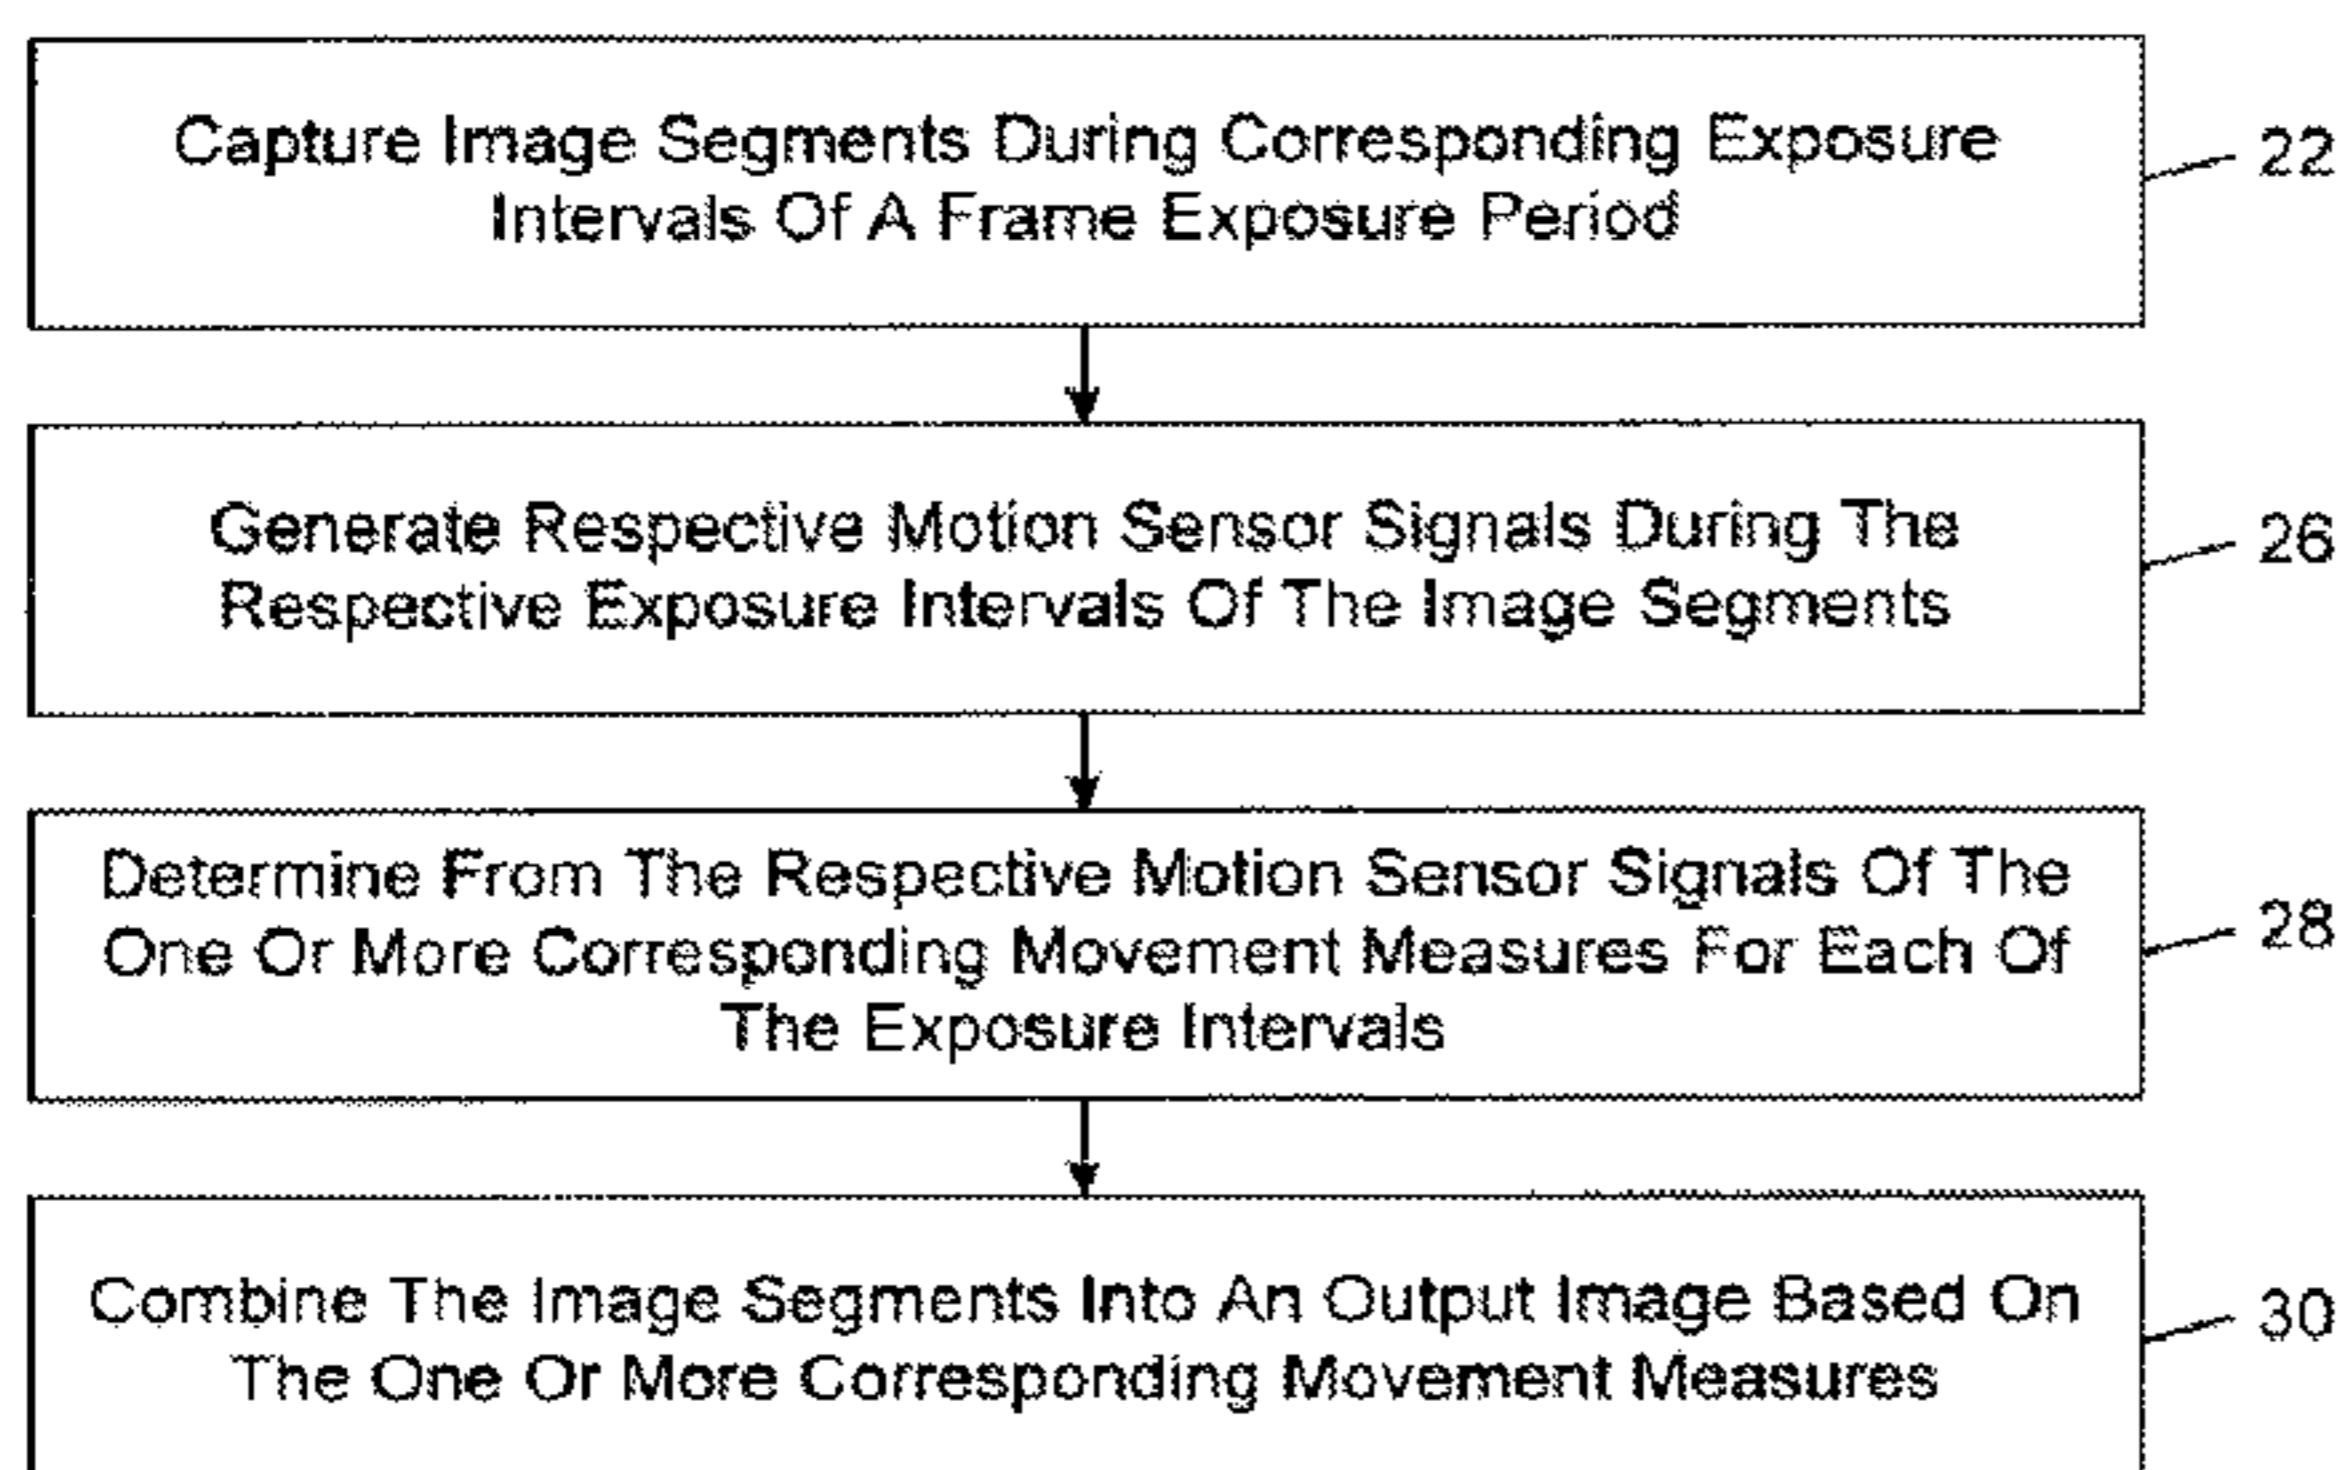 Capture Image Segments During Corresponding Exposure
Intervals Of A Frame Exposure Period
22
Generate Respective Motion Sensor Signals During The
Respective Exposure Intervals Of The Image Segments
26
Determine From The Respective Motion Sensor Signals Of The
One Or More Corresponding Movement Measures For Each Of
The Exposure Intervals
28
Combine The Image Segments Into An Output Image Based On
The One Or More Corresponding Movement Measures
30